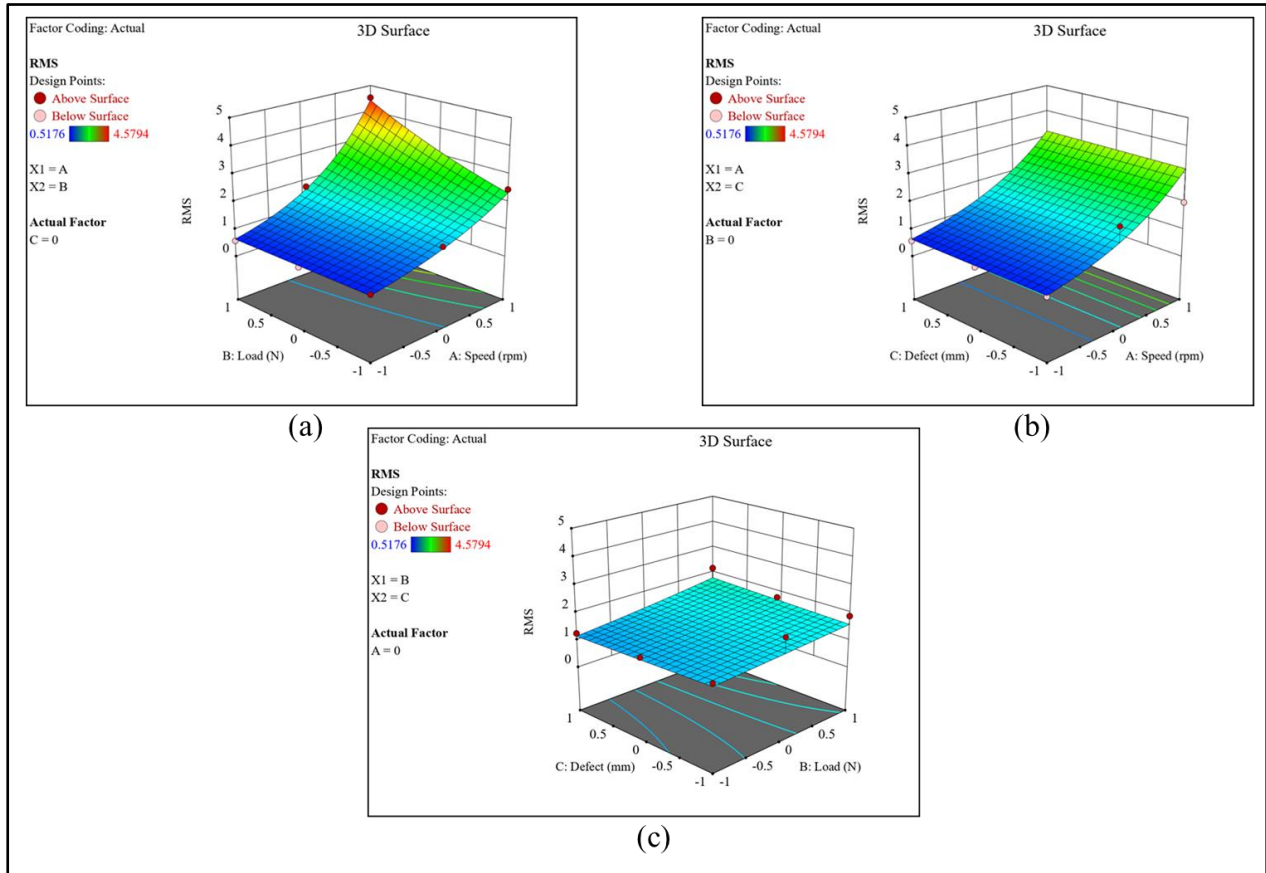 Factor Coding: Actual
3D Surface
RMS
Design Points:
Above Surface
Below Surface
0.5176 4.5794
X1 = A
X2 = B
Actual Factor
C = 0
RMS
5
4
3
2
1
0
1
0.5
0
-0.5
-1
B: Load (N)
-1
-0.5
0
0.5
1
A: Speed (rpm)
(a)
Factor Coding: Actual
3D Surface
RMS
Design Points:
Above Surface
Below Surface
0.5176 4.5794
X1 = A
X2 = C
Actual Factor
B = 0
RMS
5
4
3
2
1
0
1
0.5
0
-0.5
-1
C: Defect (mm)
-1
-0.5
0
0.5
1
A: Speed (rpm)
(b)
Factor Coding: Actual
3D Surface
RMS
Design Points:
Above Surface
Below Surface
0.5176 4.5794
X1 = B
X2 = C
Actual Factor
A = 0
RMS
5
4
3
2
1
0
1
0.5
0
-0.5
-1
C: Defect (mm)
-1
-0.5
0
0.5
1
B: Load (N)
(c)